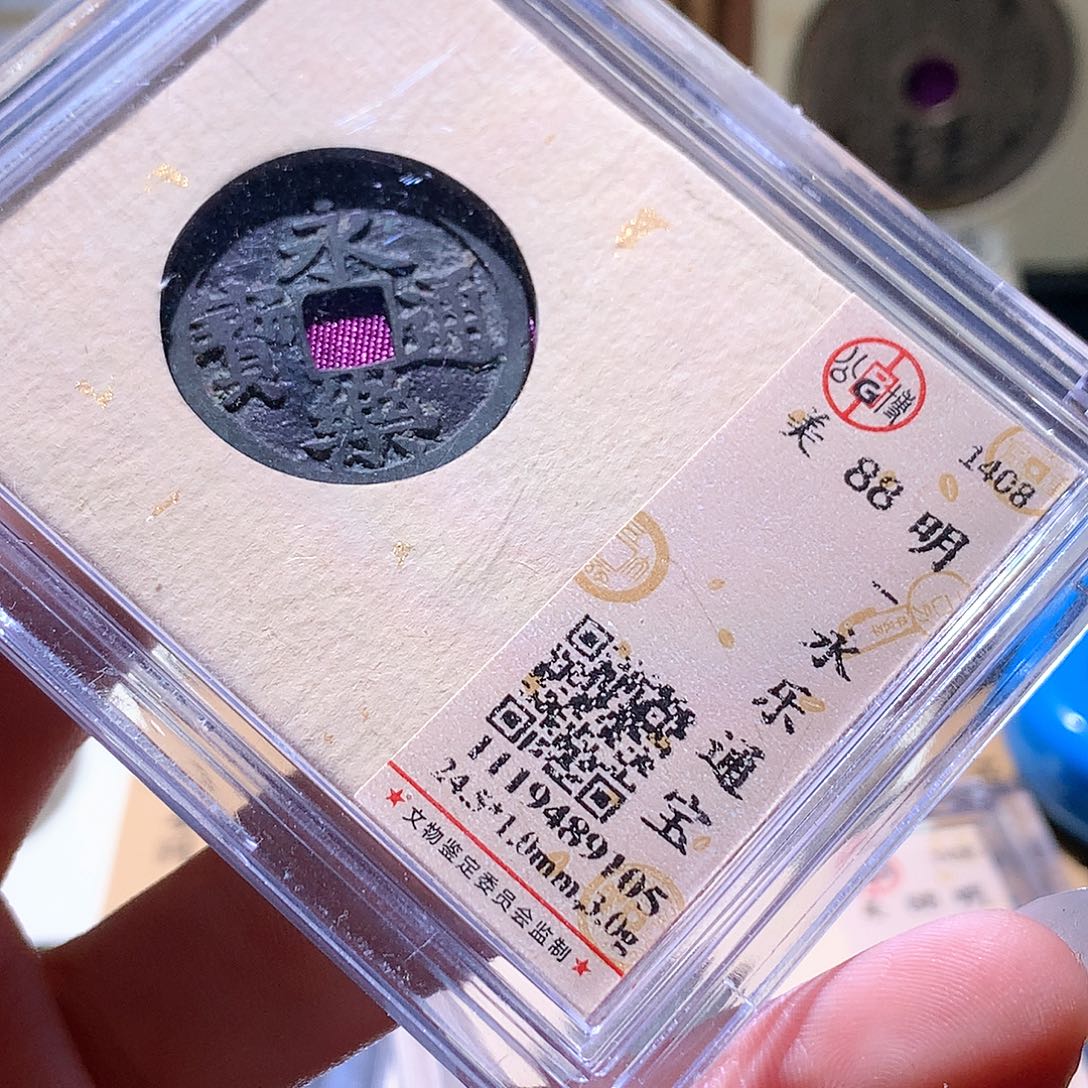 永樂通寶
公博
G
1408
美 88 明 - 永乐通宝
1119489105
24.5*1.0mm,3.0g
★文物鉴定委员会监制★